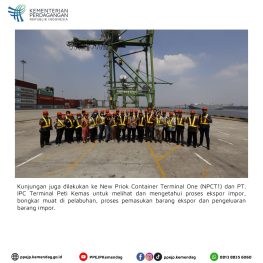 KEMENTERIAN
PERDAGANGAN
REPUBLIK INDONESIA
Kunjungan juga dilakukan ke New Priok Container Terminal One (NPCT1) dan PT.
IPC Terminal Peti Kemas untuk melihat dan mengetahui proses ekspor impor,
bongkar muat di pelabuhan, proses pemasukan barang ekspor dan pengeluaran
barang impor.
ppejp.kemendag.go.id
PPEJPKemendag
ppejp.kemendag
0813 8835 6060